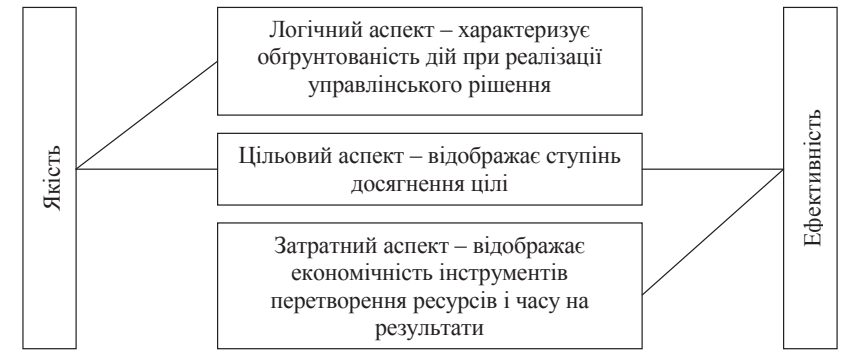 Якість
Логічний аспект – характеризує
обґрунтованість дій при реалізації
управлінського рішення
Цільовий аспект – відображає ступінь
досягнення цілі
Затратний аспект – відображає
економічність інструментів
перетворення ресурсів і часу на
результати
Ефективність